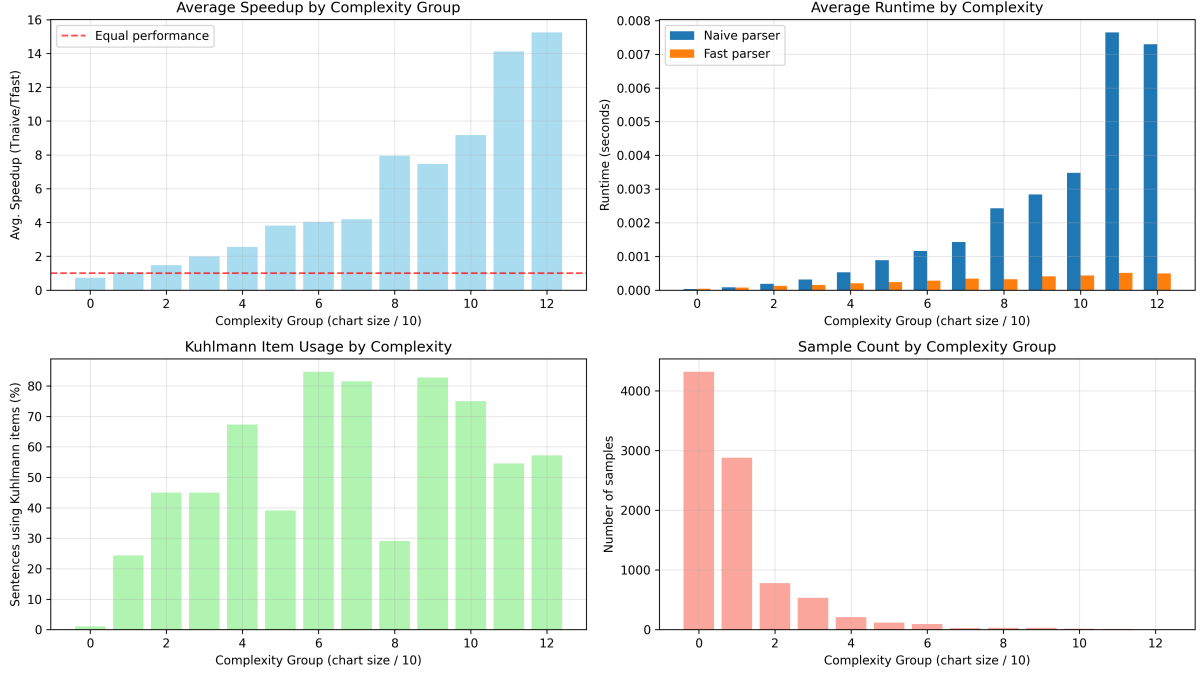 Average Speedup by Complexity Group
Avg. Speedup (Tnaive/Tfast)
16
14
12
10
8
6
4
2
0
Equal performance
0 2 4 6 8 10 12
Complexity Group (chart size / 10)
Average Runtime by Complexity
Runtime (seconds)
0.008
0.007
0.006
0.005
0.004
0.003
0.002
0.001
0.000
Naive parser
Fast parser
0 2 4 6 8 10 12
Complexity Group (chart size / 10)
Kuhlmann Item Usage by Complexity
Sentences using Kuhlmann items (%)
80
70
60
50
40
30
20
10
0
0 2 4 6 8 10 12
Complexity Group (chart size / 10)
Sample Count by Complexity Group
Number of samples
4000
3000
2000
1000
0
0 2 4 6 8 10 12
Complexity Group (chart size / 10)